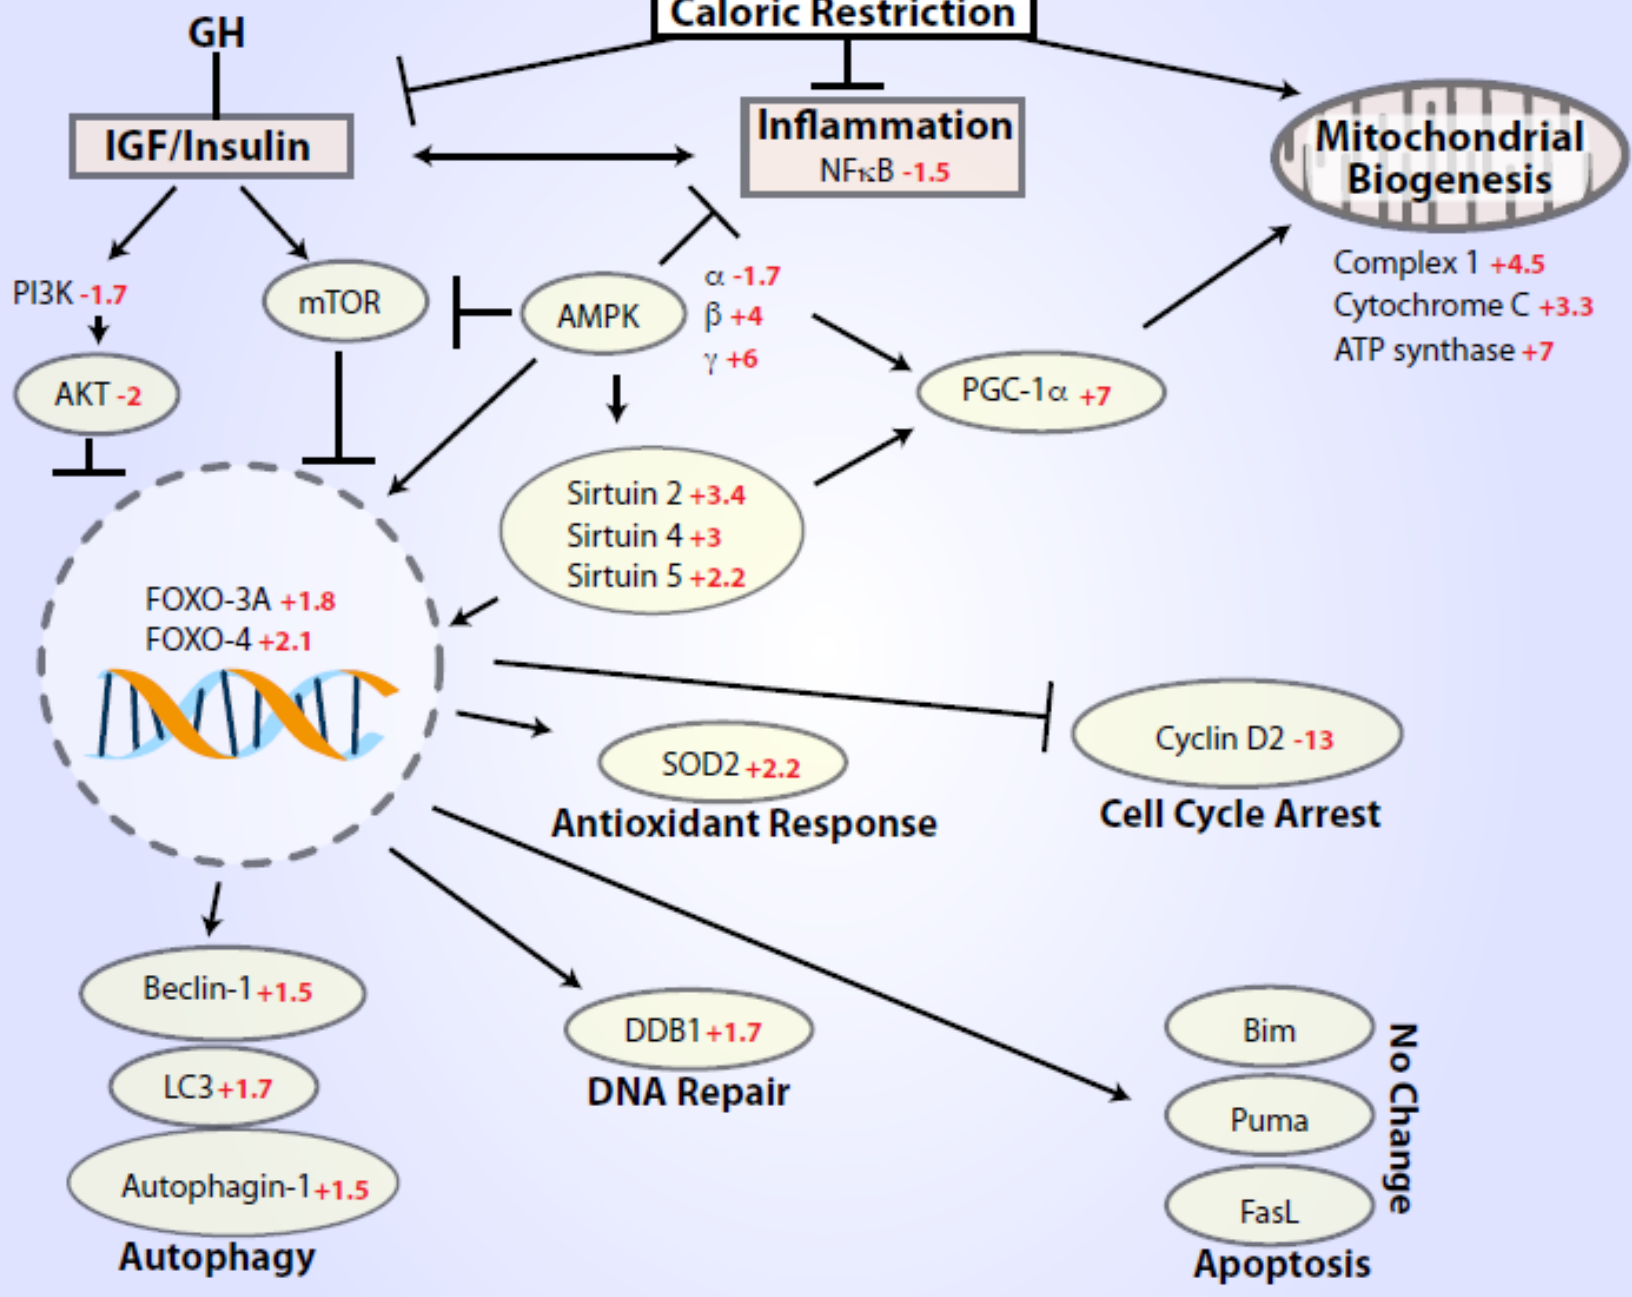 Caloric Restriction
GH
IGF/Insulin
Inflammation
NFκB -1.5
Mitochondrial
Biogenesis
Complex 1 +4.5
Cytochrome C +3.3
ATP synthase +7
PI3K -1.7
mTOR
AMPK
α -1.7
β +4
γ +6
AKT -2
PGC-1α +7
Sirtuin 2 +3.4
Sirtuin 4 +3
Sirtuin 5 +2.2
FOXO-3A +1.8
FOXO-4 +2.1
SOD2 +2.2
Antioxidant Response
Cyclin D2 -13
Cell Cycle Arrest
Beclin-1 +1.5
LC3 +1.7
Autophagin-1 +1.5
Autophagy
DDB1 +1.7
DNA Repair
Bim
Puma
FasL
No Change
Apoptosis